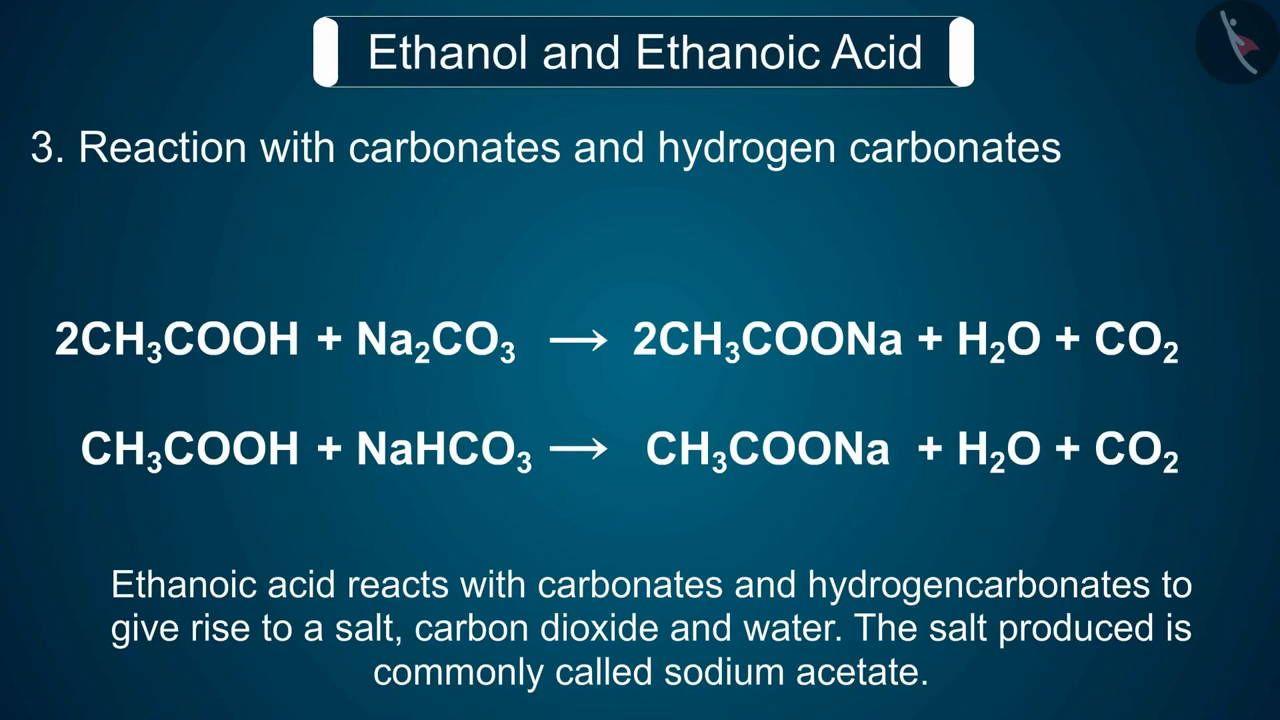 Ethanol and Ethanoic Acid
3. Reaction with carbonates and hydrogen carbonates
2CH₃COOH + Na₂CO₃ ⟶ 2CH₃COONa + H₂O + CO₂
CH₃COOH + NaHCO₃ ⟶ CH₃COONa + H₂O + CO₂
Ethanoic acid reacts with carbonates and hydrogencarbonates to
give rise to a salt, carbon dioxide and water. The salt produced is
commonly called sodium acetate.